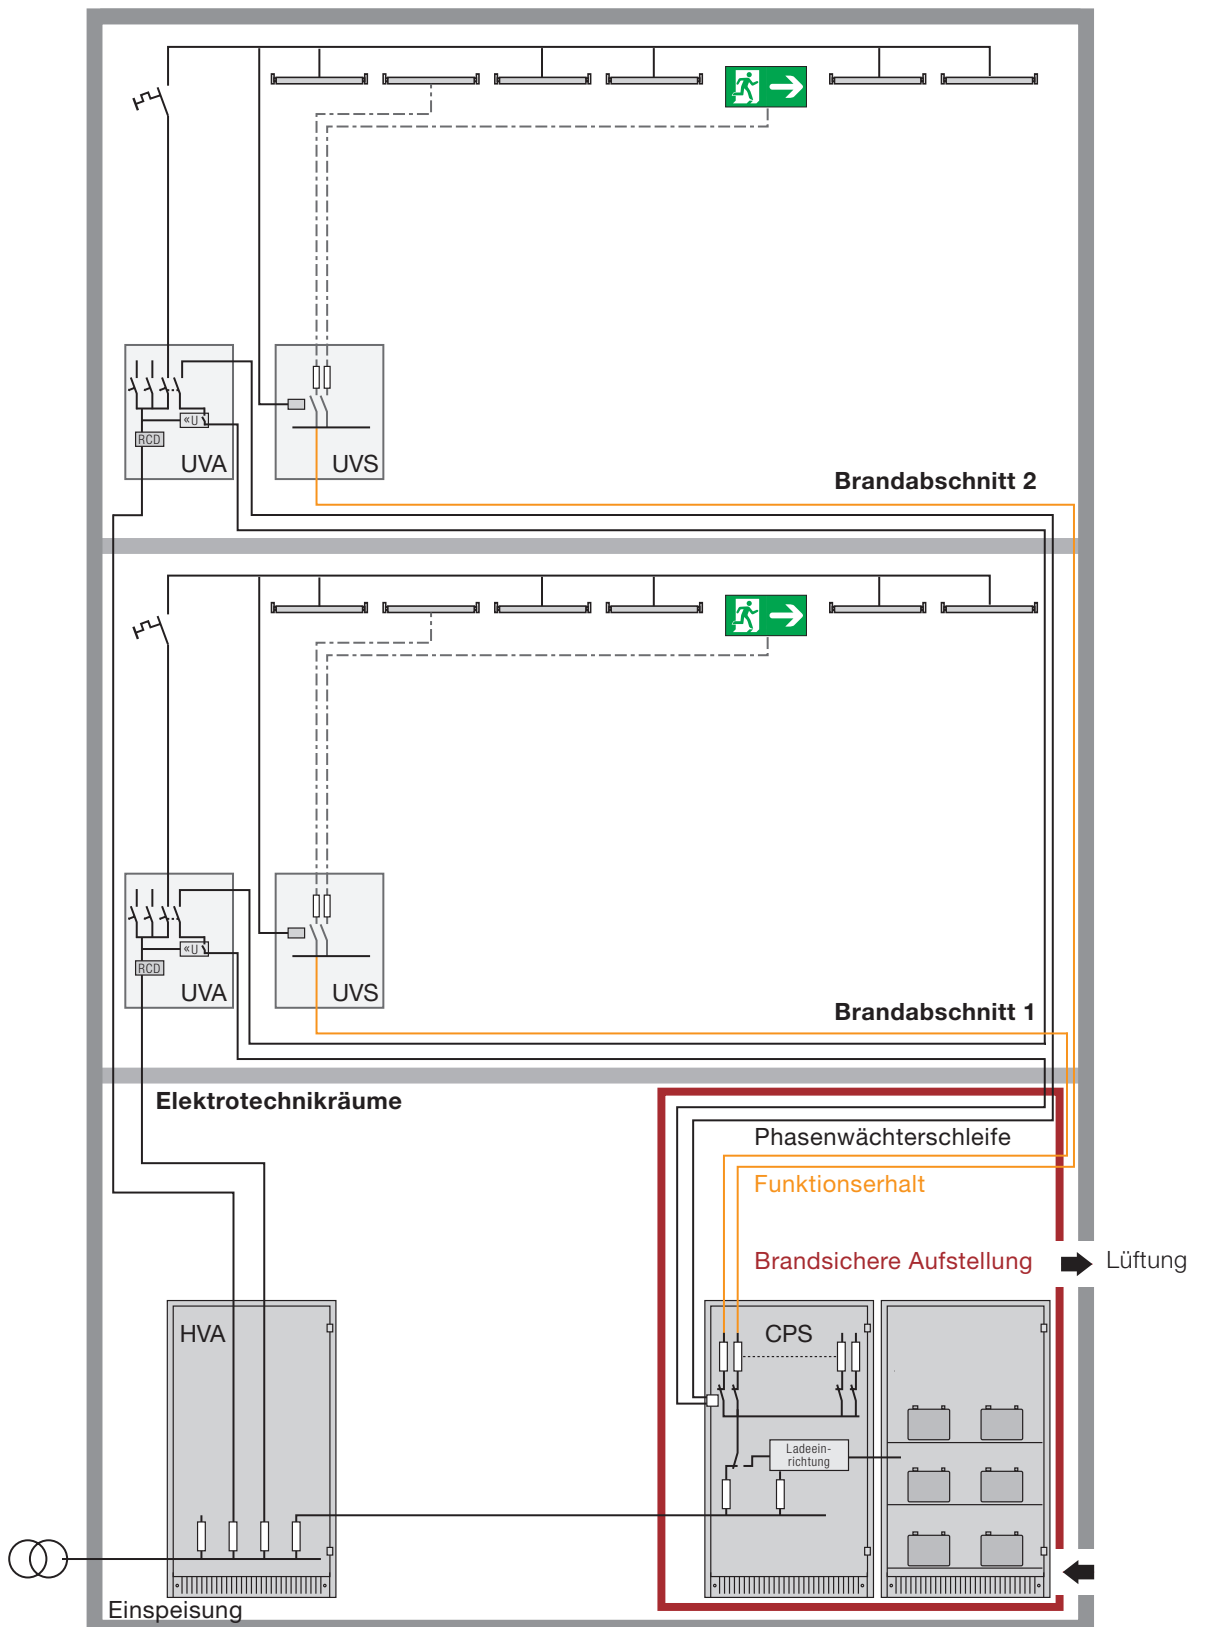 «U
RCD
UVA
UVS
Brandabschnitt 2
«U
RCD
UVA
UVS
Brandabschnitt 1
Elektrotechnikräume
Phasenwächterschleife
Funktionserhalt
Brandsichere Aufstellung
Lüftung
HVA
CPS
Ladeein-
richtung
Einspeisung